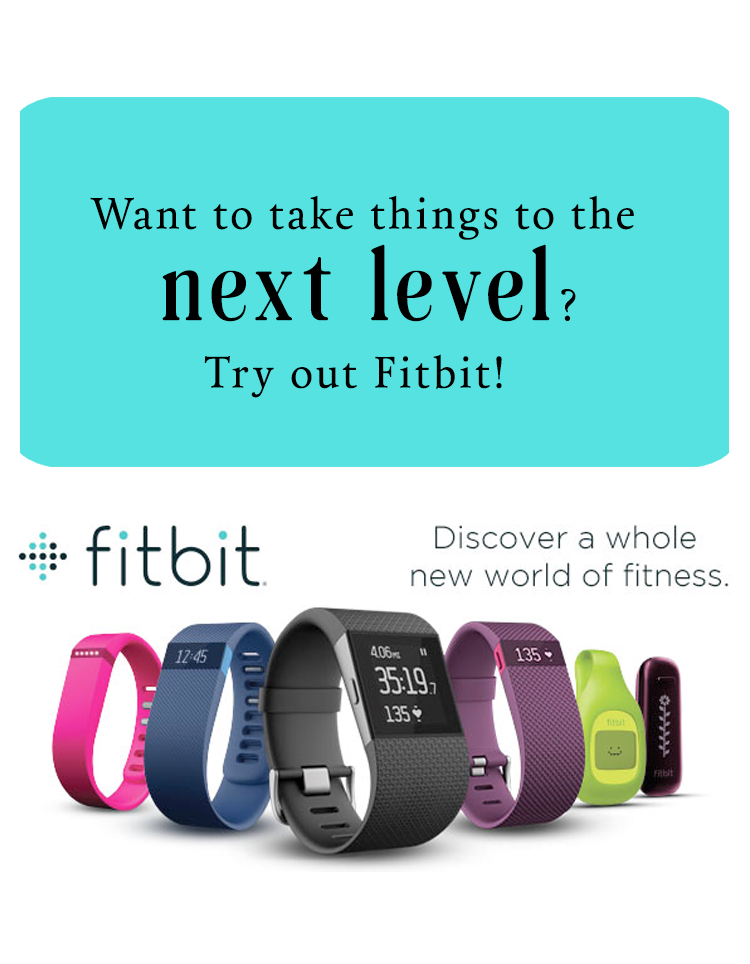 Want to take things to the
next level?
Try out Fitbit!
fitbit
Discover a whole
new world of fitness.
12:45
4.06 MI
35:19.7
135
135
fitbit
fitbit